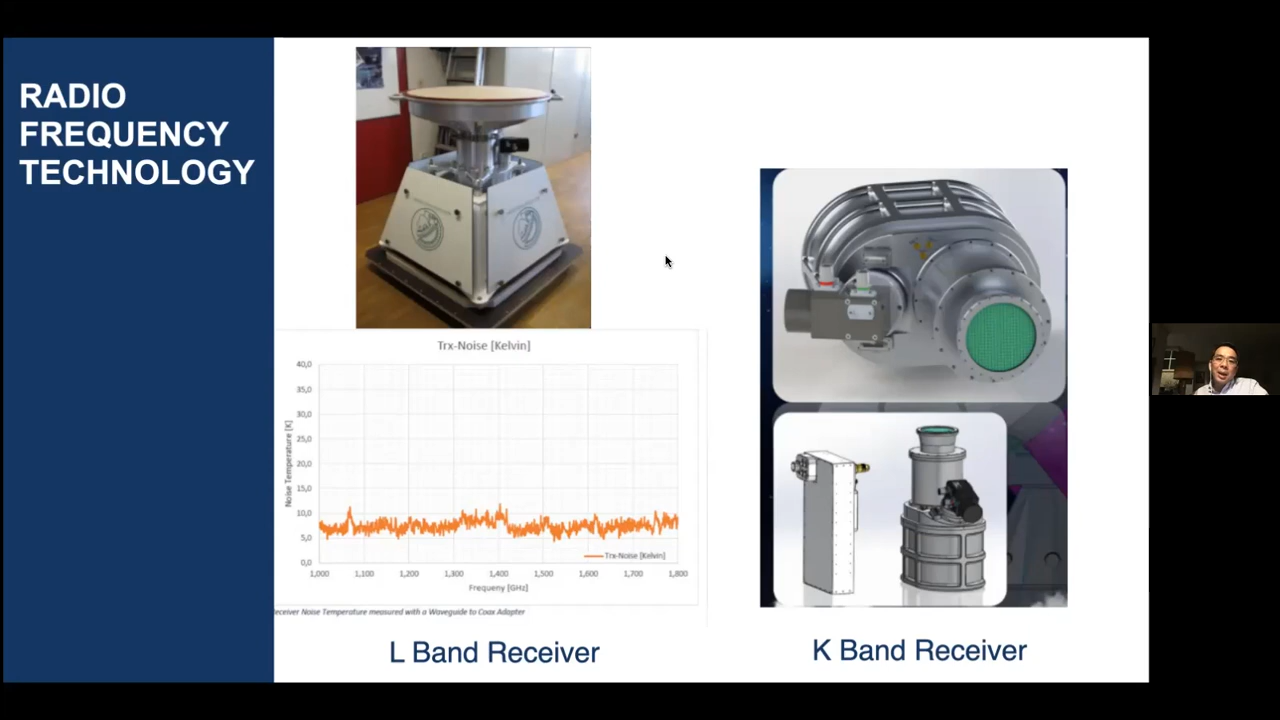 RADIO
FREQUENCY
TECHNOLOGY
Trx-Noise [Kelvin]
Noise Temperature [K]
40,0
35,0
30,0
25,0
20,0
15,0
10,0
5,0
0,0
1,000 1,100 1,200 1,300 1,400 1,500 1,600 1,700 1,800
Trx-Noise [Kelvin]
Frequeny [GHz]
eceiver Noise Temperature measured with a Waveguide to Coax Adapter
L Band Receiver
K Band Receiver